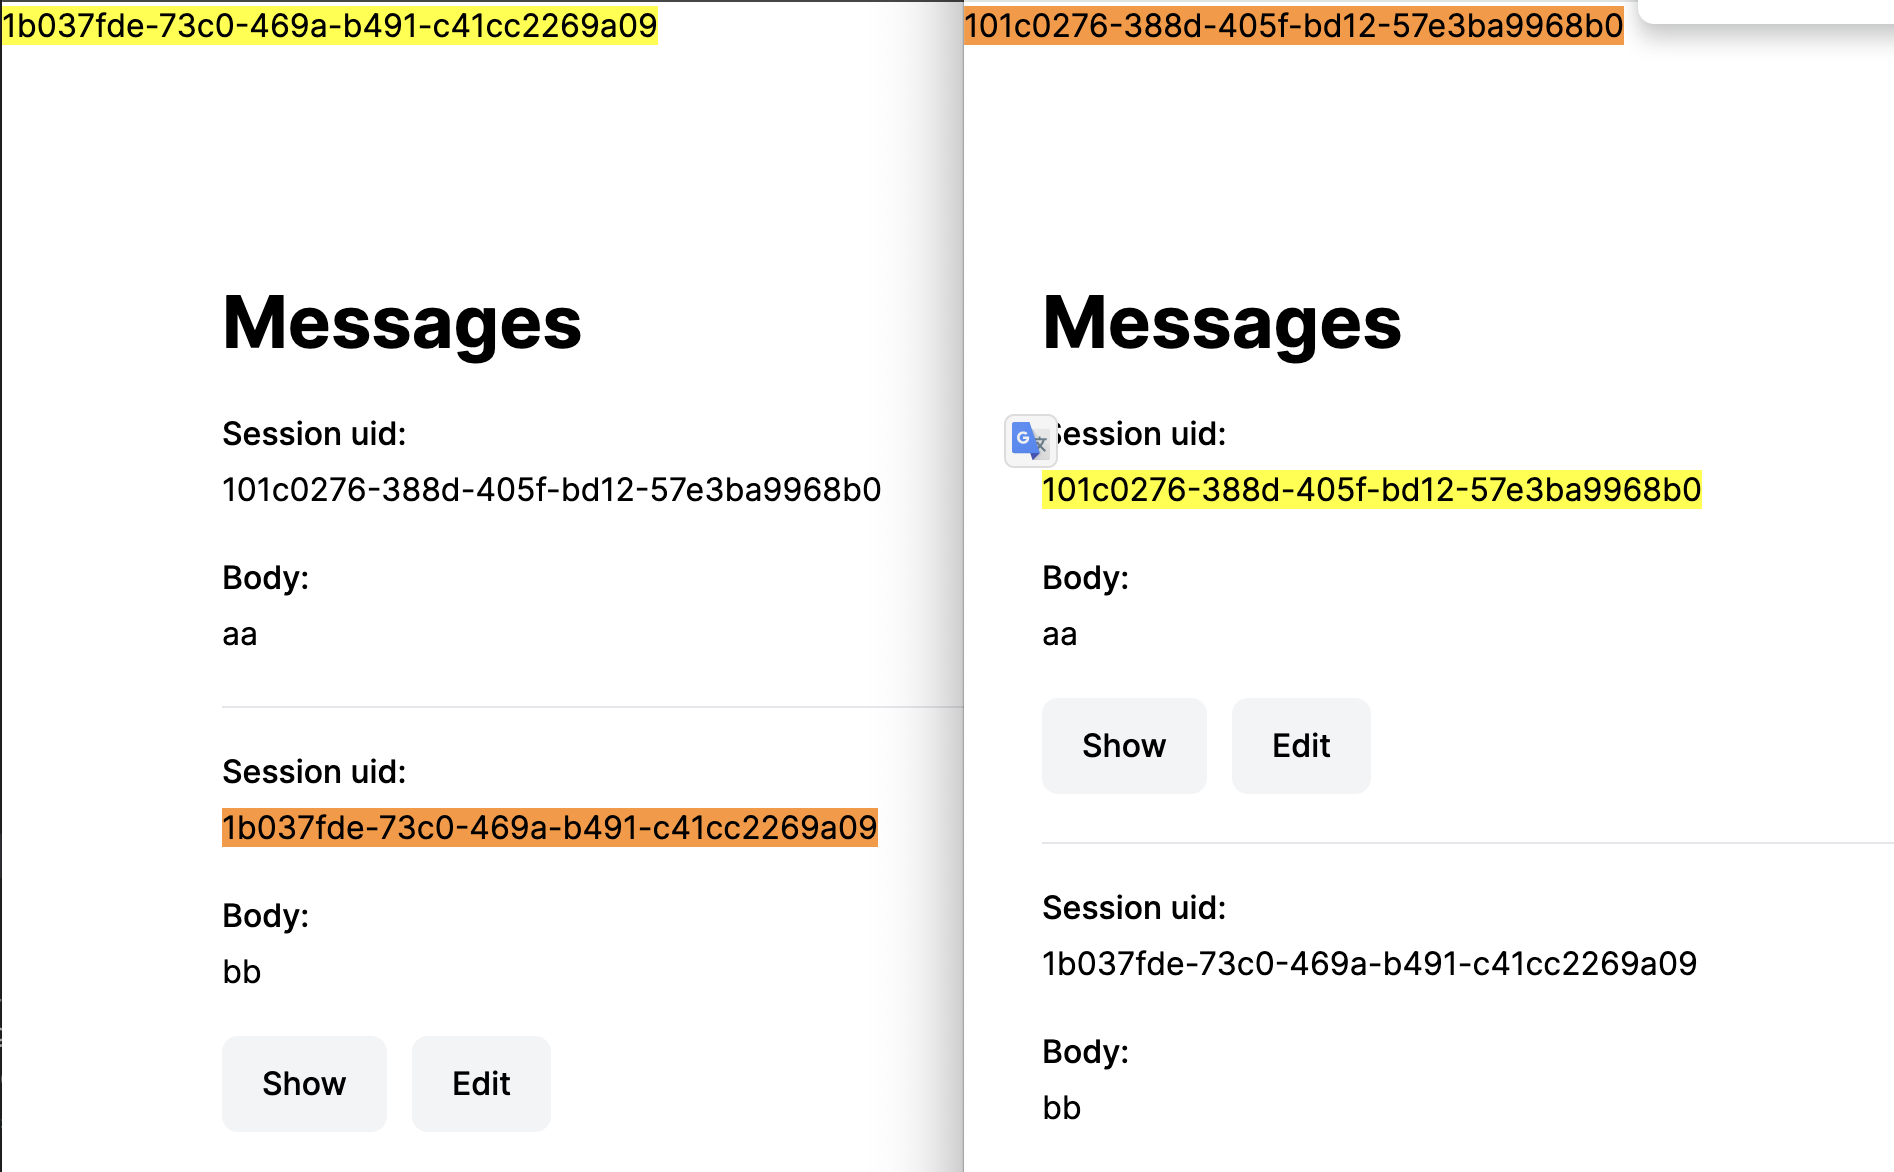 1b037fde-73c0-469a-b491-c41cc2269a09
Messages
Session uid:
101c0276-388d-405f-bd12-57e3ba9968b0
Body:
aa
Session uid:
1b037fde-73c0-469a-b491-c41cc2269a09
Body:
bb
Show Edit
101c0276-388d-405f-bd12-57e3ba9968b0
Messages
Session uid:
101c0276-388d-405f-bd12-57e3ba9968b0
Body:
aa
Show Edit
Session uid:
1b037fde-73c0-469a-b491-c41cc2269a09
Body:
bb